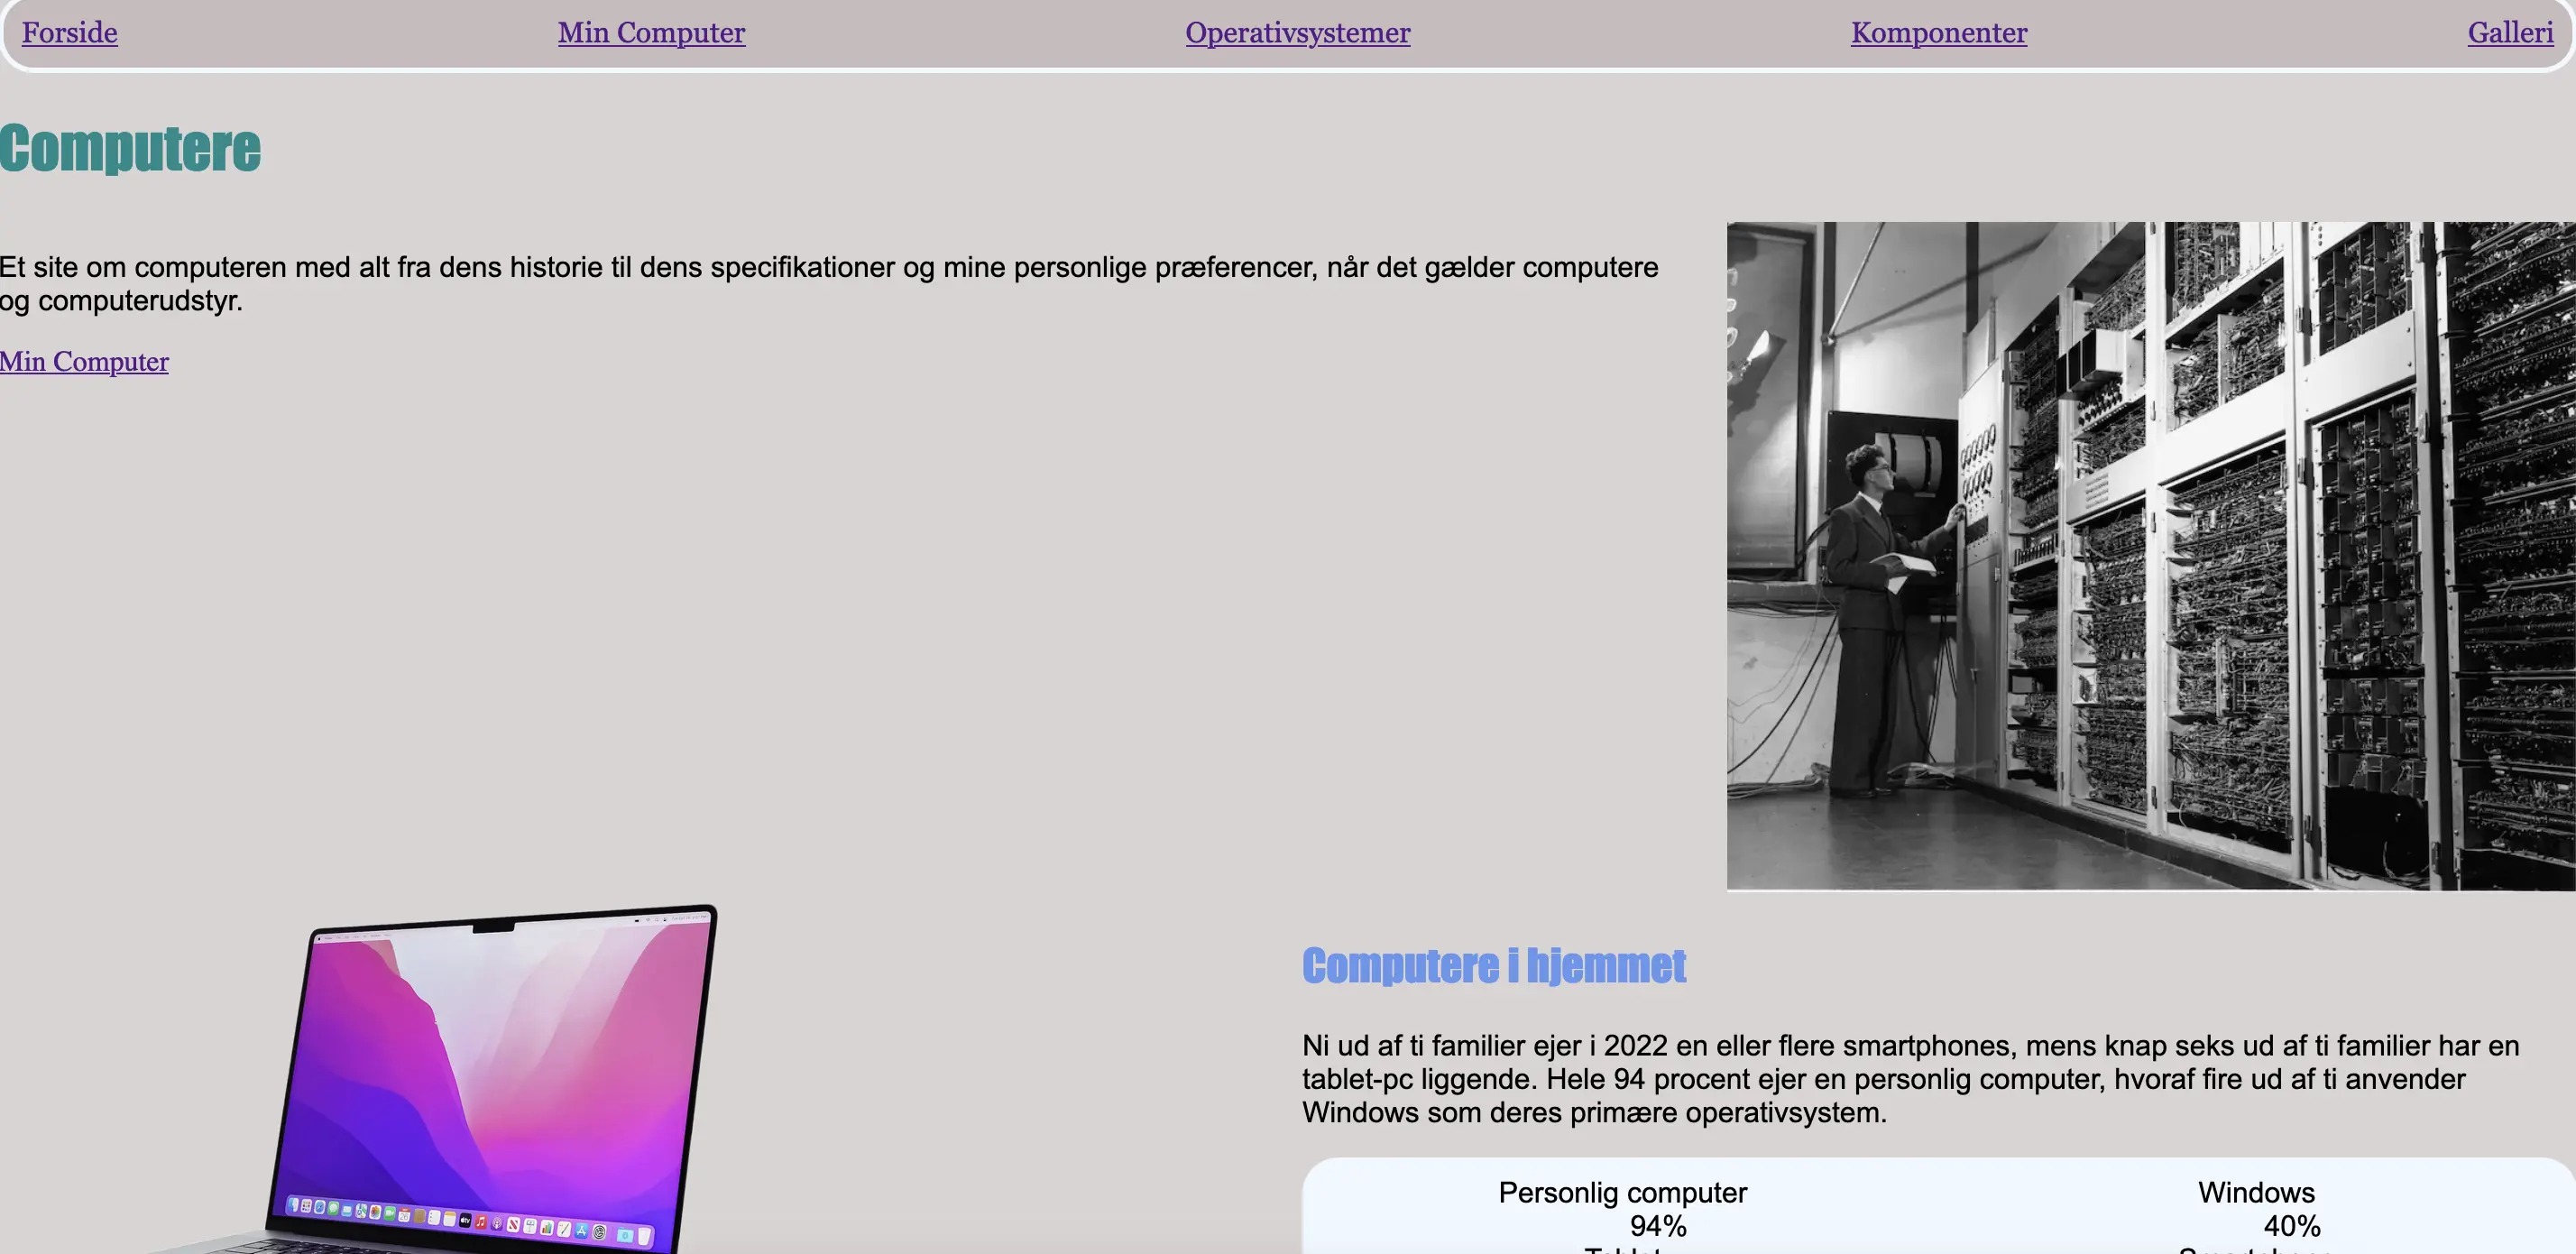 Forside
Min Computer
Operativsystemer
Komponenter
Galleri
Computere
Et site om computeren med alt fra dens historie til dens specifikationer og mine personlige præferencer, når det gælder computere
og computerudstyr.
Min Computer
Computere i hjemmet
Ni ud af ti familier ejer i 2022 en eller flere smartphones, mens knap seks ud af ti familier har en
tablet-pc liggende. Hele 94 procent ejer en personlig computer, hvoraf fire ud af ti anvender
Windows som deres primære operativsystem.
Personlig computer
94%
Windows
40%